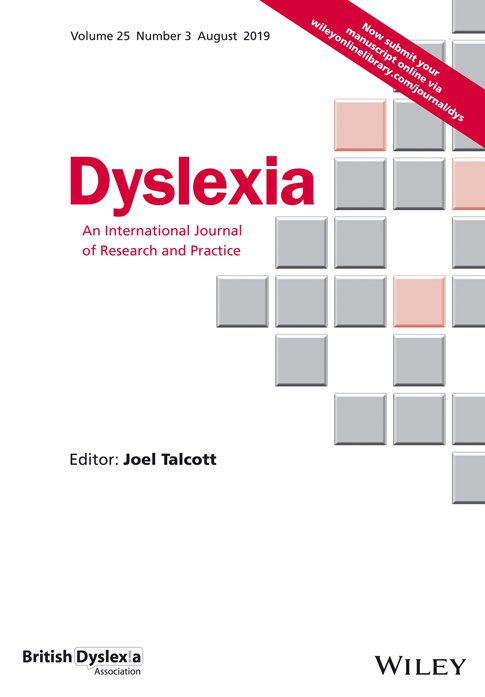 Volume 25 Number 3 August 2019
Now submit your
manuscript online via
wileyonlinelibrary.com/journal/dys
Dyslexia
An International Journal
of Research and Practice
Editor: Joel Talcott
British Dyslex!a
Association
WILEY